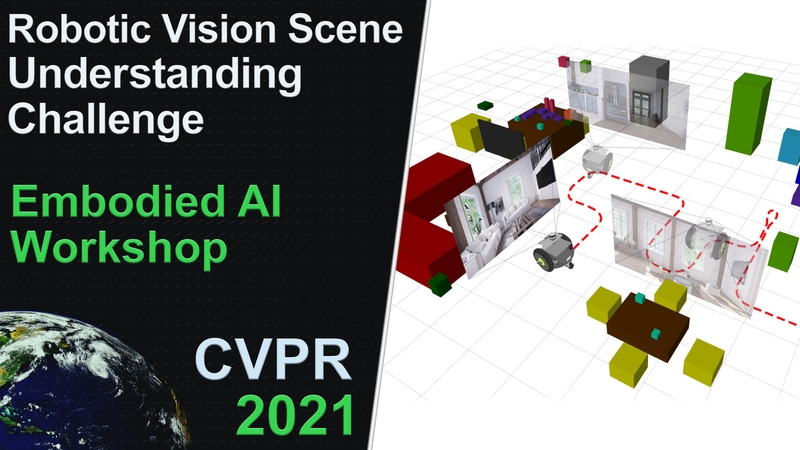 Robotic Vision Scene
Understanding
Challenge
Embodied AI
Workshop
CVPR
2021